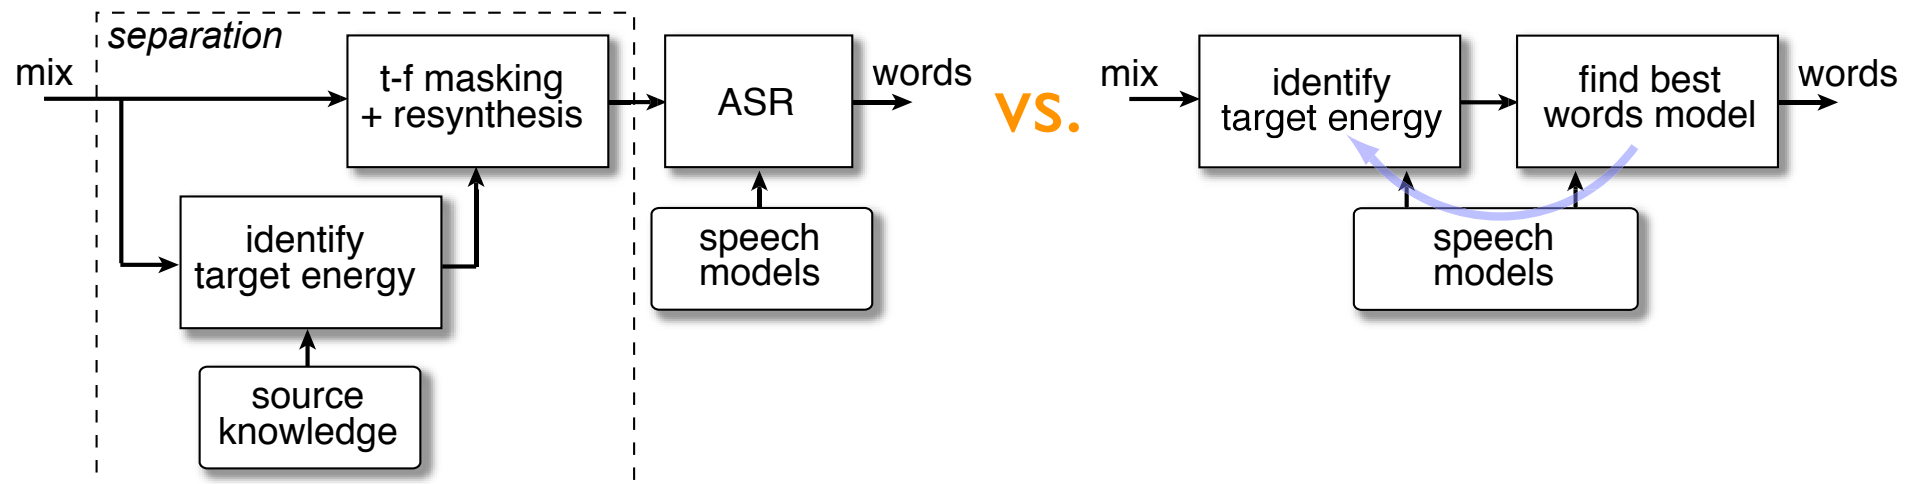 separation
mix
t-f masking
+ resynthesis
ASR
words
identify
target energy
speech
models
source
knowledge
vs.
mix
identify
target energy
find best
words model
words
speech
models